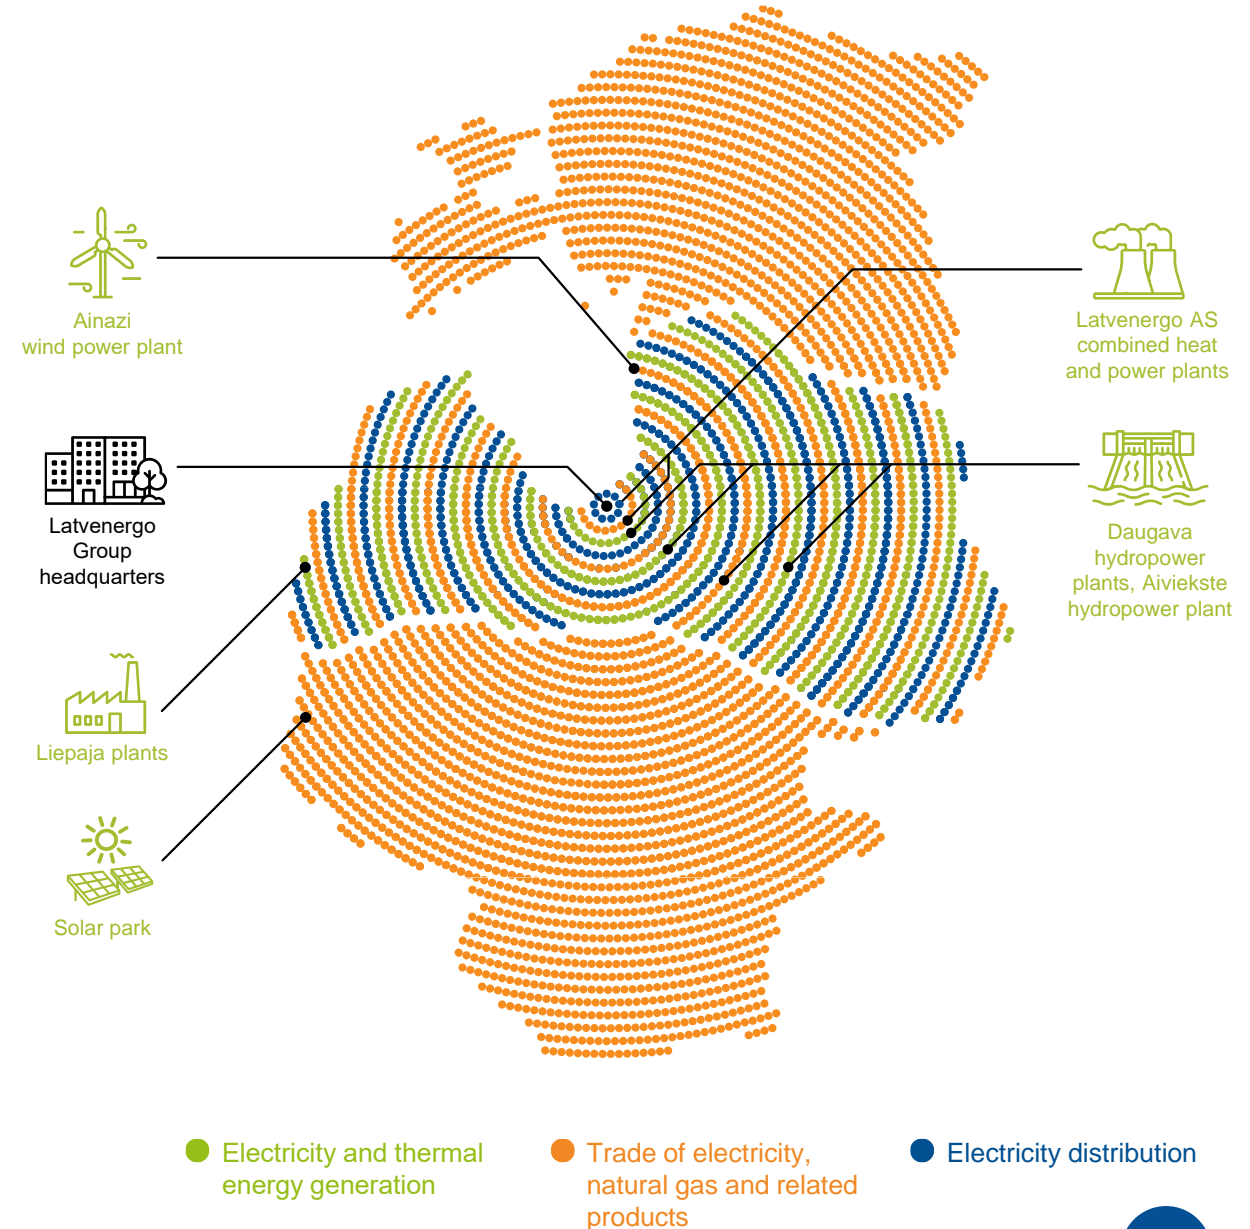 Ainazi
wind power plant
Latvenergo
Group
headquarters
Liepaja plants
Solar park
Latvenergo AS
combined heat
and power plants
Daugava
hydropower
plants, Aiviekste
hydropower plant
Electricity and thermal
energy generation
Trade of electricity,
natural gas and related
products
Electricity distribution